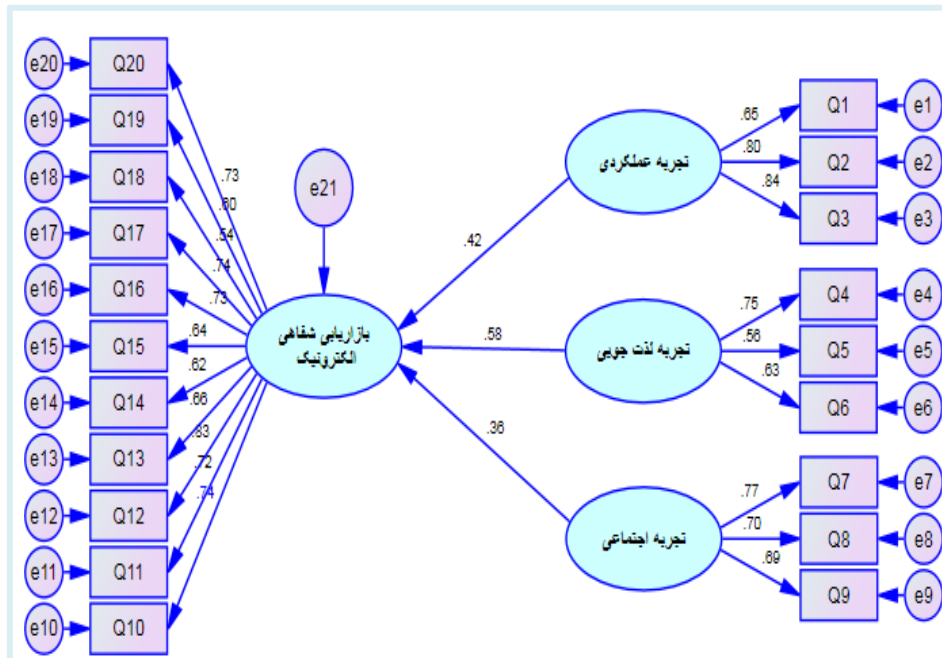 e20
Q20
e19
Q19
e18
Q18
e17
Q17
e16
Q16
e15
Q15
e14
Q14
e13
Q13
e12
Q12
e11
Q11
e10
Q10
.73
.60
.54
.74
.73
.64
.62
.66
.83
.72
.74
e21
بازاریابی شفاهی
الکترونیک
.42
.58
.36
تجربه عملکردی
تجربه لذت جویی
تجربه اجتماعی
.65
.80
.84
Q1
e1
Q2
e2
Q3
e3
.75
.56
.63
Q4
e4
Q5
e5
Q6
e6
.77
.70
.69
Q7
e7
Q8
e8
Q9
e9